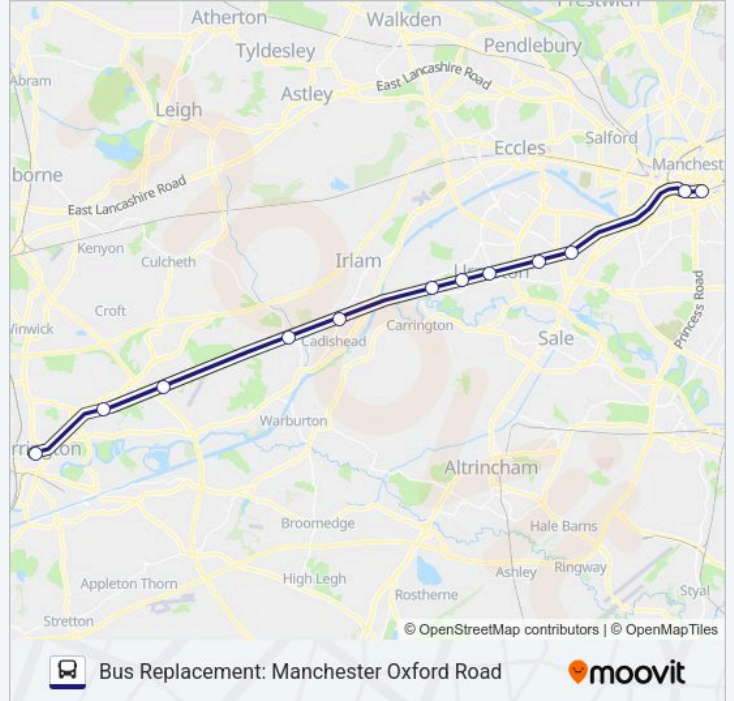 Prestwich
Atherton
Walkden
Pendlebury
Tyldesley
East Lancashire Road
Abram
Astley
Leigh
Salford
Eccles
Manchest
borne
East Lancashire Road
Kenyon
Culcheth
Irlam
Urmston
Croft
Princess Road
Winwick
Cadishead
Carrington
Sale
Warburton
rrington
Altrincham
Broomedge
Hale Barns
Appleton Thorn
High Legh
Ashley
Ringway
Rostherne
Styal
Stretton
© OpenStreetMap contributors | © OpenMapTiles
Bus Replacement: Manchester Oxford Road
moovit